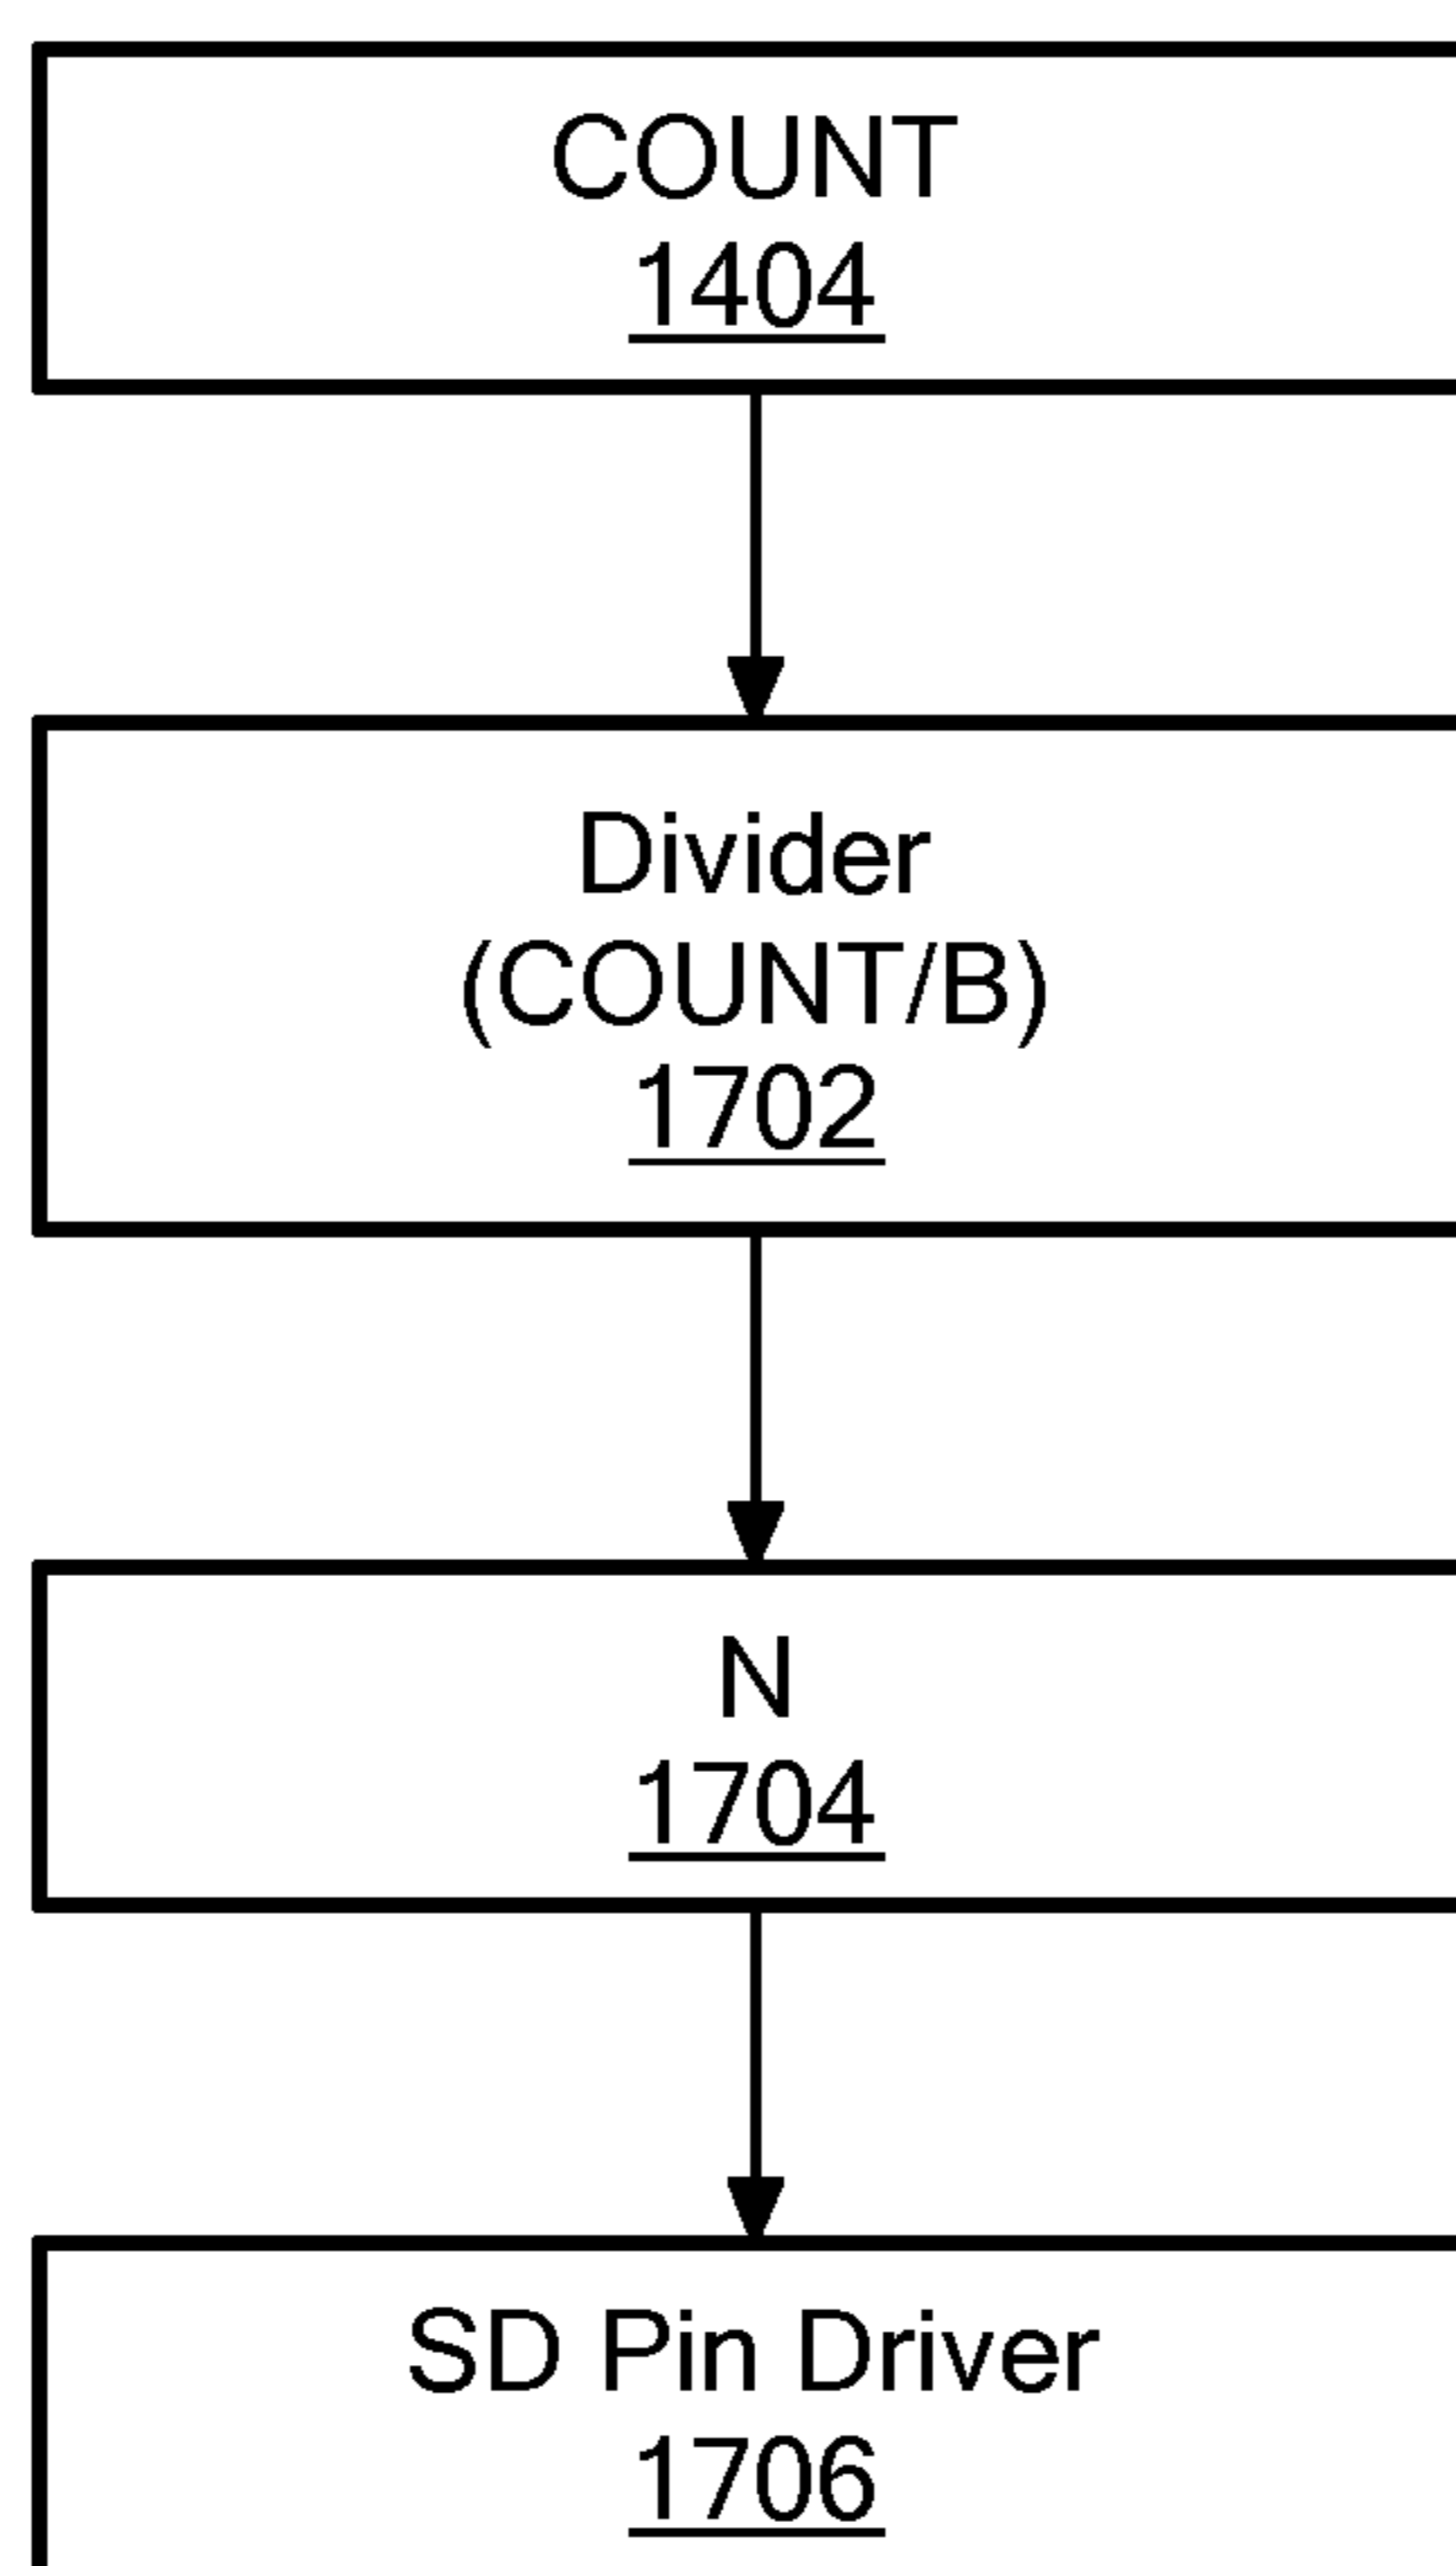 COUNT
1404
Divider
(COUNT/B)
1702
N
1704
SD Pin Driver
1706